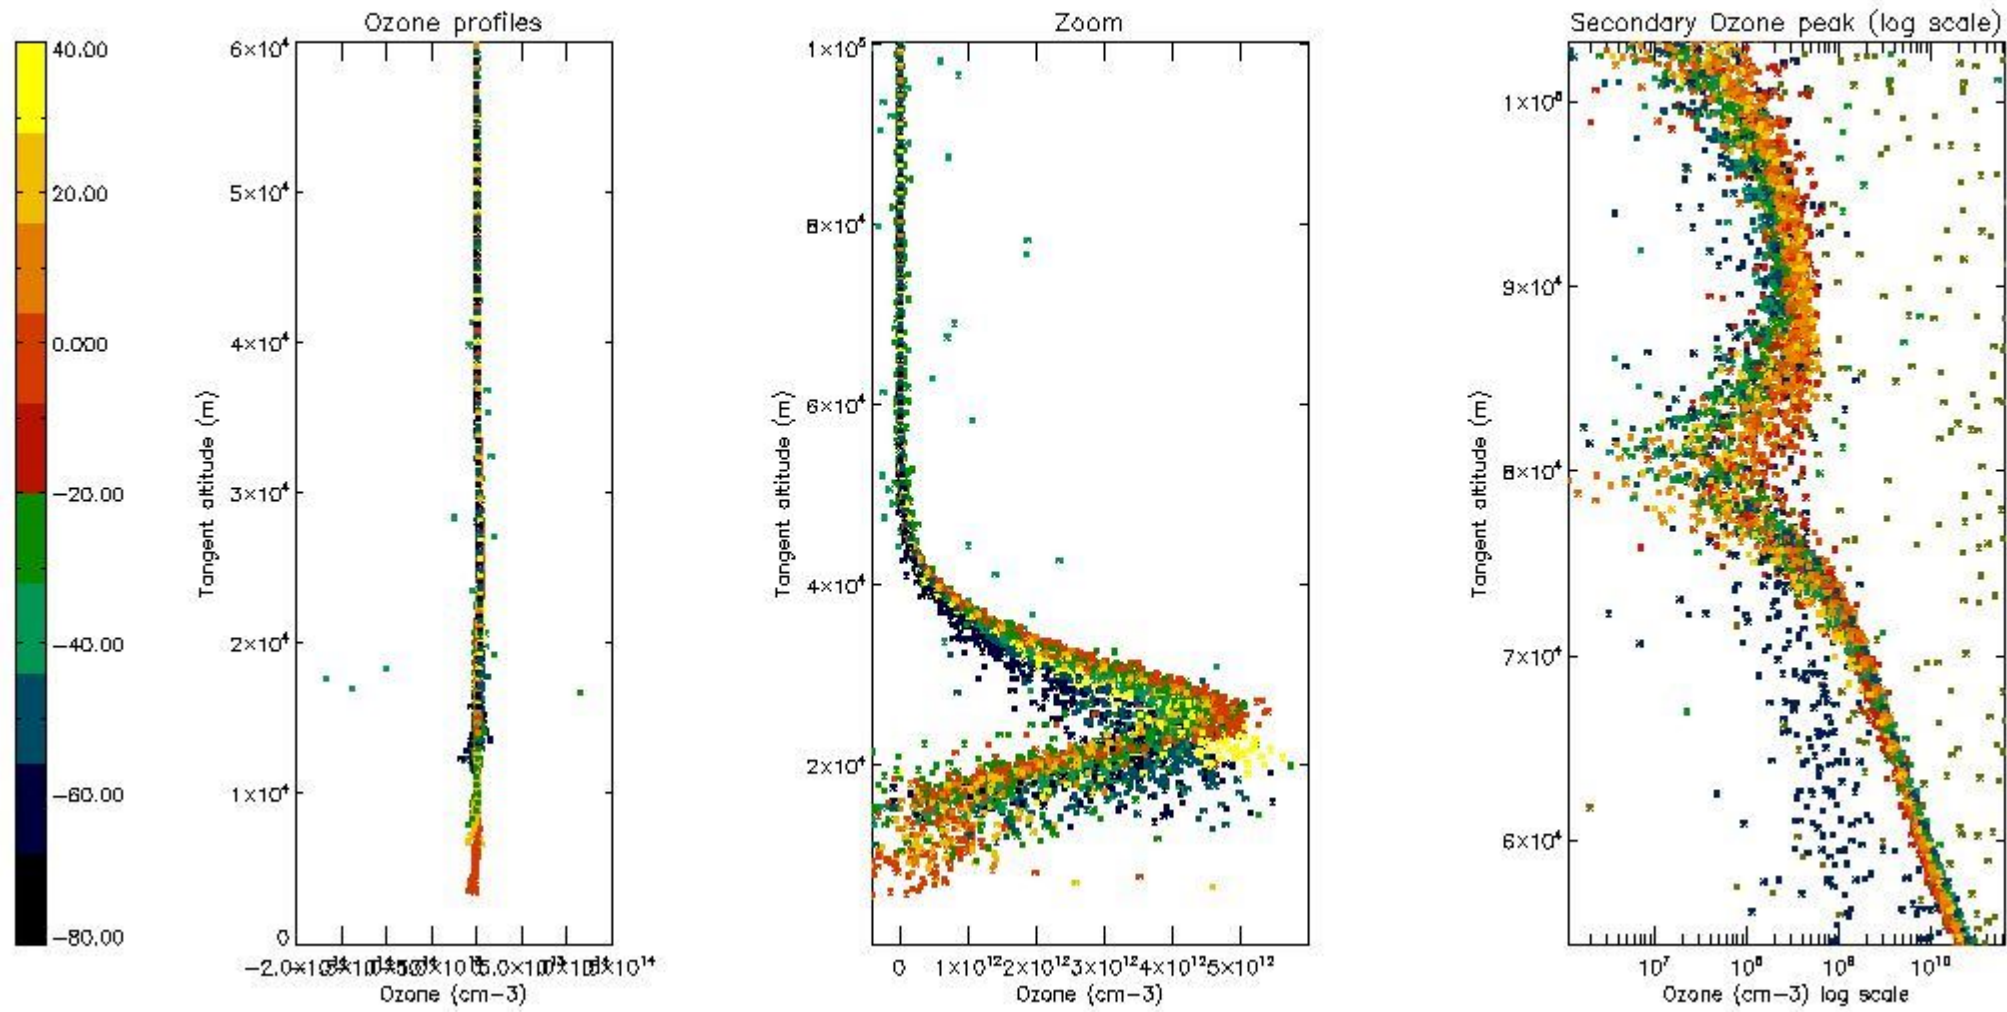 Ozone profiles
Zoom
Secondary Ozone peak (log scale)
40.00
20.00
0.000
−20.00
−40.00
−60.00
−80.00
6×10⁴
5×10⁴
4×10⁴
3×10⁴
2×10⁴
1×10⁴
0
Tangent altitude (m)
Ozone (cm−3)
1×10⁵
8×10⁴
6×10⁴
4×10⁴
2×10⁴
Tangent altitude (m)
0 1×10¹² 2×10¹² 3×10¹² 4×10¹² 5×10¹²
Ozone (cm−3)
9×10⁴
8×10⁴
7×10⁴
6×10⁴
Tangent altitude (m)
10⁷ 10⁸ 10⁹ 10¹⁰
Ozone (cm−3) log scale